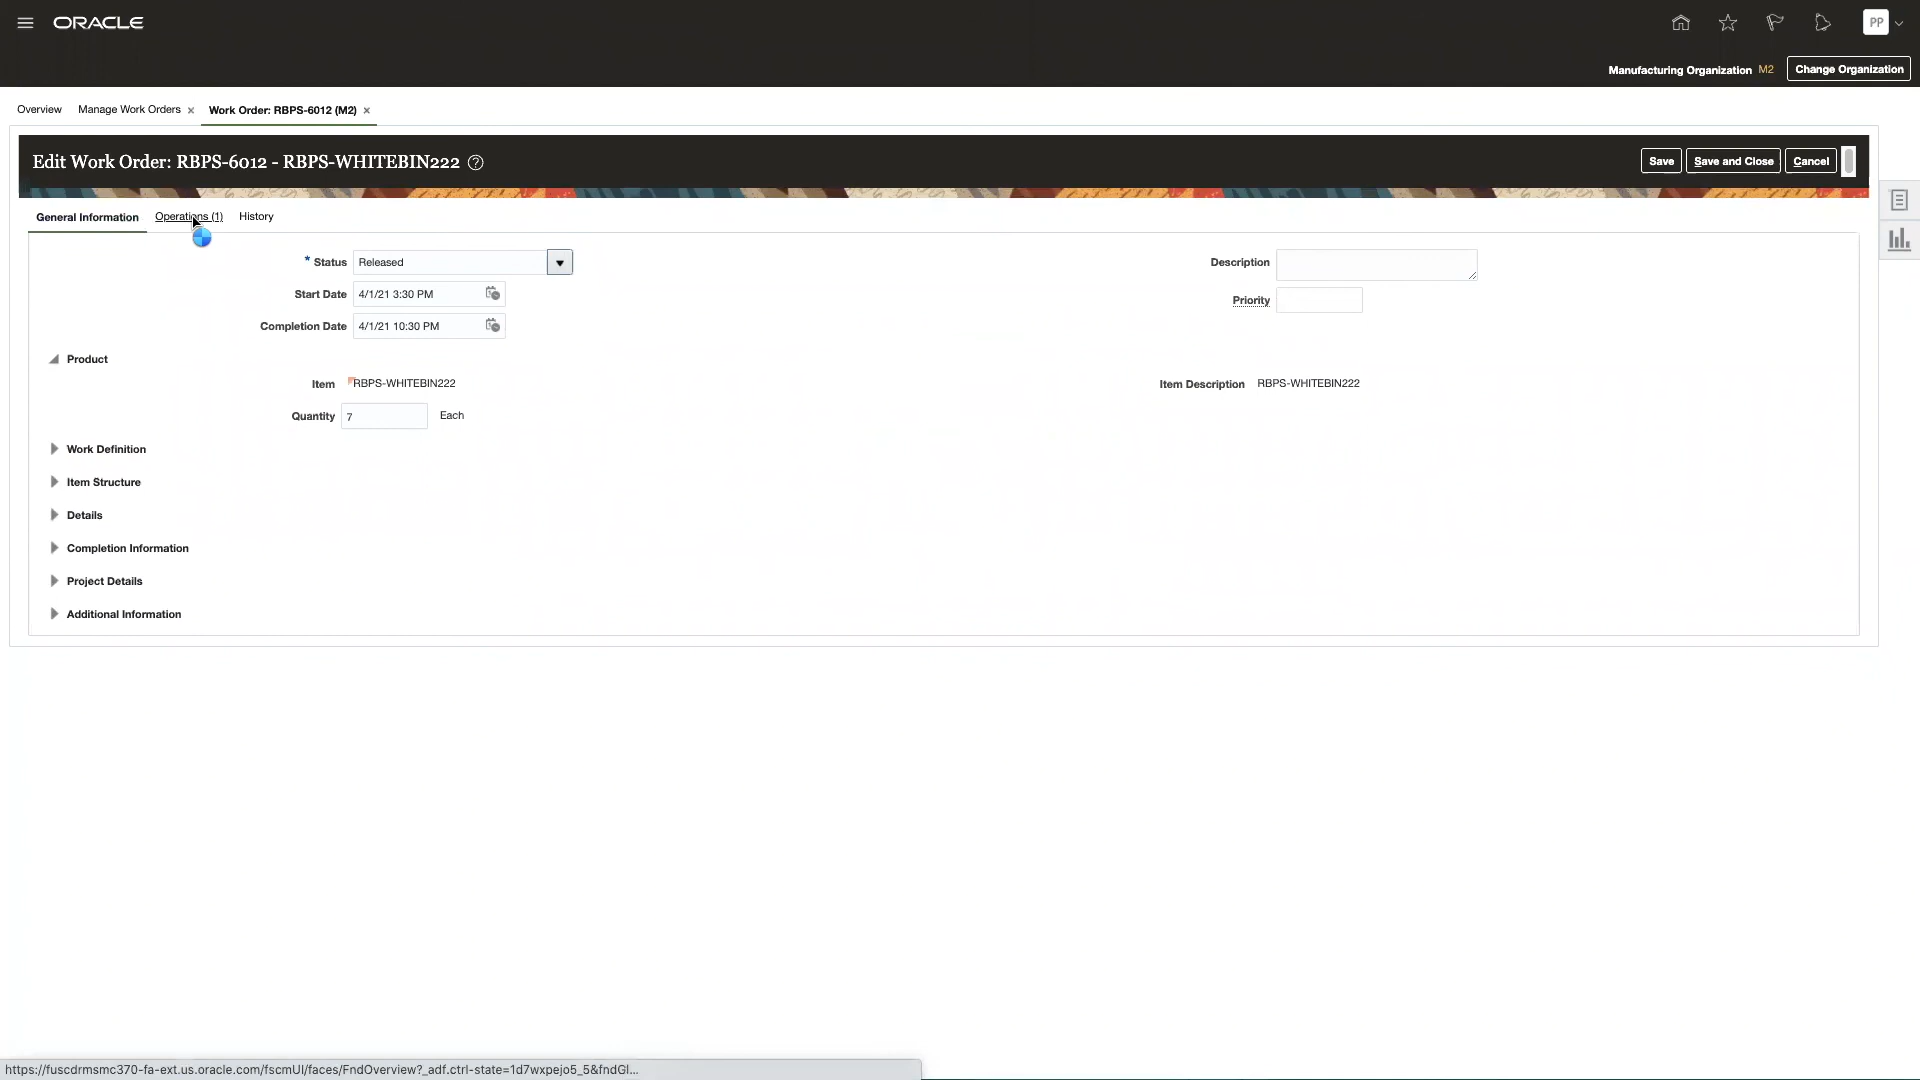 ORACLE
PP
Manufacturing Organization M2 Change Organization
Overview Manage Work Orders × Work Order: RBPS-6012 (M2) ×
Edit Work Order: RBPS-6012 - RBPS-WHITEBIN222 ?
Save Save and Close Cancel
General Information Operations (1) History
* Status Released
Description
Start Date 4/1/21 3:30 PM
Priority
Completion Date 4/1/21 10:30 PM
Product
Item RBPS-WHITEBIN222
Item Description RBPS-WHITEBIN222
Quantity 7 Each
Work Definition
Item Structure
Details
Completion Information
Project Details
Additional Information
https://fuscdrmsmc370-fa-ext.us.oracle.com/fscmUI/faces/FndOverview?_adf.ctrl-state=1d7wxpejo5_5&fndGl...